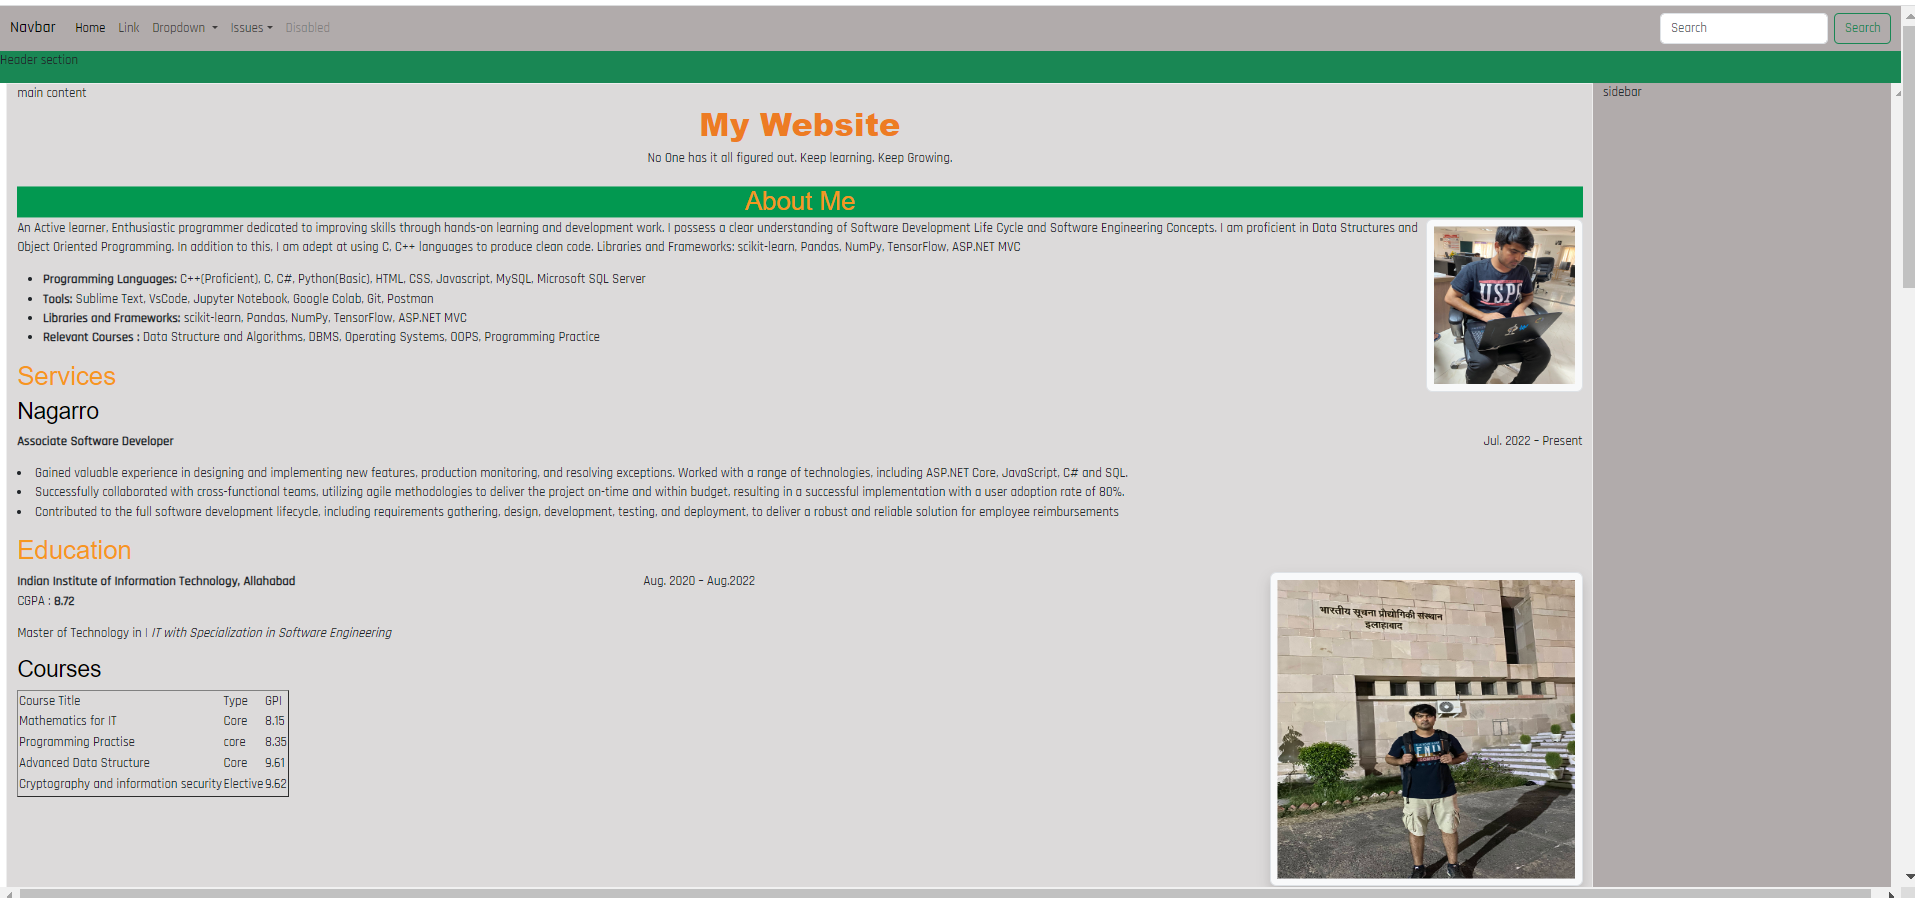 Navbar Home Link Dropdown Issues Disabled Search Search
Header section
main content
sidebar
My Website
No One has it all figured out. Keep learning. Keep Growing.
About Me
An Active learner, Enthusiastic programmer dedicated to improving skills through hands-on learning and development work. I possess a clear understanding of Software Development Life Cycle and Software Engineering Concepts. I am proficient in Data Structures and
Object Oriented Programming. In addition to this, I am adept at using C, C++ languages to produce clean code. Libraries and Frameworks: scikit-learn, Pandas, NumPy, TensorFlow, ASP.NET MVC
• Programming Languages: C++(Proficient), C, C#, Python(Basic), HTML, CSS, Javascript, MySQL, Microsoft SQL Server
• Tools: Sublime Text, VsCode, Jupyter Notebook, Google Colab, Git, Postman
• Libraries and Frameworks: scikit-learn, Pandas, NumPy, TensorFlow, ASP.NET MVC
• Relevant Courses : Data Structure and Algorithms, DBMS, Operating Systems, OOPS, Programming Practice
Services
Nagarro
Associate Software Developer Jul. 2022 – Present
• Gained valuable experience in designing and implementing new features, production monitoring, and resolving exceptions. Worked with a range of technologies, including ASP.NET Core, JavaScript, C# and SQL.
• Successfully collaborated with cross-functional teams, utilizing agile methodologies to deliver the project on-time and within budget, resulting in a successful implementation with a user adoption rate of 80%.
• Contributed to the full software development lifecycle, including requirements gathering, design, development, testing, and deployment, to deliver a robust and reliable solution for employee reimbursements
Education
Indian Institute of Information Technology, Allahabad Aug. 2020 – Aug.2022
CGPA : 8.72
Master of Technology in | IT with Specialization in Software Engineering
Courses
Course Title Type GPI
Mathematics for IT Core 8.15
Programming Practise core 8.35
Advanced Data Structure Core 9.61
Cryptography and information security Elective 9.62
भारतीय सूचना प्रौद्योगिकी संस्थान
इलाहाबाद